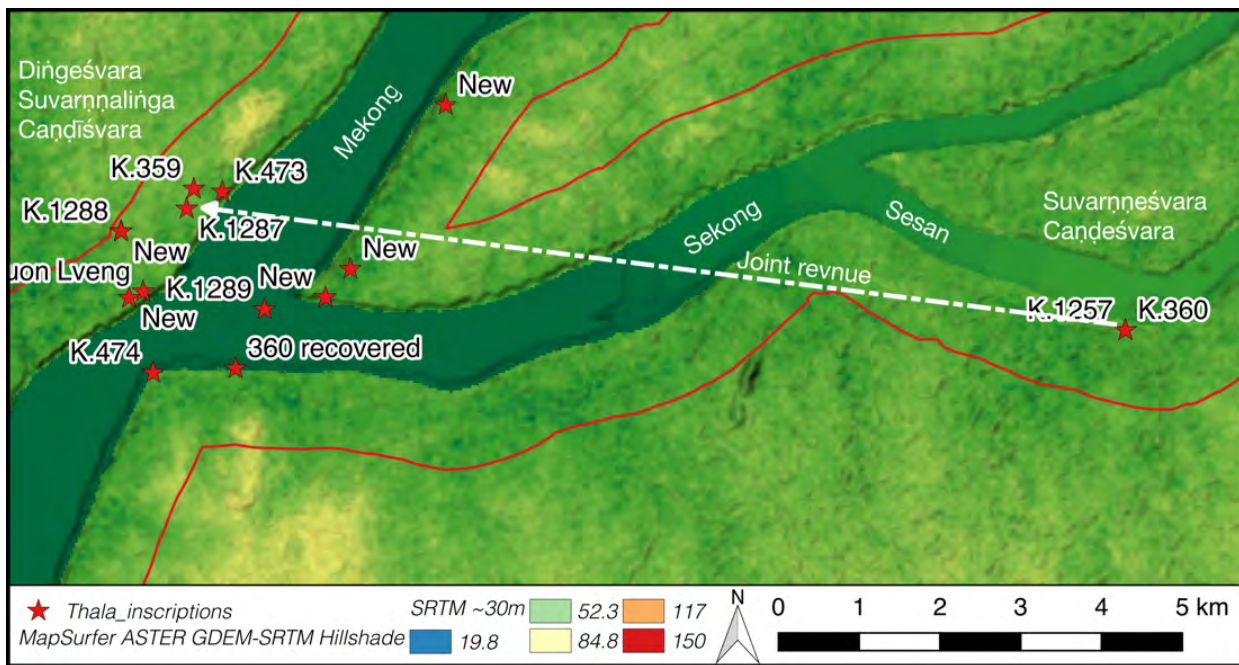 Diṅgeśvara
Suvarṇṇaliṅga
Caṇḍīśvara
New
Mekong
K.359
K.473
K.1288
K.1287
New
uon Lveng
New
K.1289
New
New
K.474
360 recovered
Sekong
Sesan
Suvarṇṇeśvara
Caṇḍeśvara
Joint revnue
K.1257
K.360
Thala_inscriptions
MapSurfer ASTER GDEM-SRTM Hillshade
SRTM ~30m
19.8
52.3
84.8
117
150
N
0 1 2 3 4 5 km